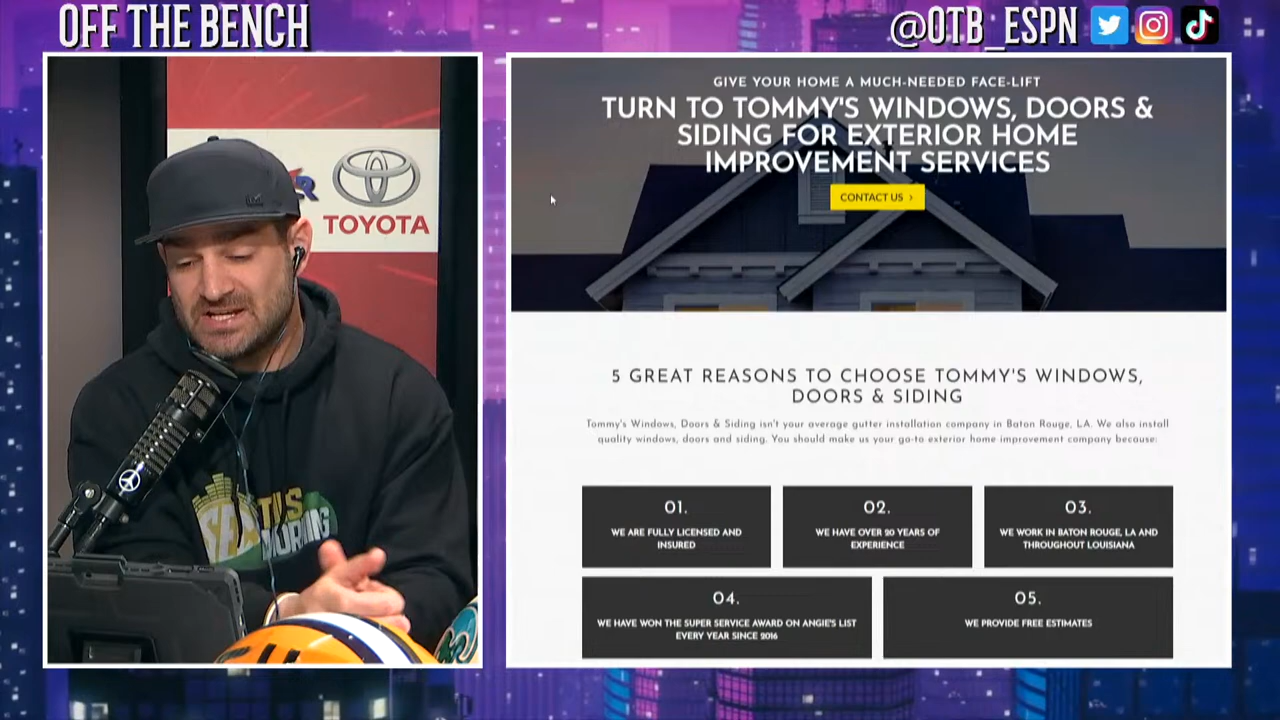 OFF THE BENCH
@OTB_ESPN
TOYOTA
SEC THIS
MORNING
GIVE YOUR HOME A MUCH-NEEDED FACE-LIFT
TURN TO TOMMY'S WINDOWS, DOORS &
SIDING FOR EXTERIOR HOME
IMPROVEMENT SERVICES
CONTACT US >
5 GREAT REASONS TO CHOOSE TOMMY'S WINDOWS,
DOORS & SIDING
Tommy's Windows, Doors & Siding isn't your average gutter installation company in Baton Rouge, LA. We also install
quality windows, doors and siding. You should make us your go-to exterior home improvement company because:
01.
WE ARE FULLY LICENSED AND
INSURED
02.
WE HAVE OVER 20 YEARS OF
EXPERIENCE
03.
WE WORK IN BATON ROUGE, LA AND
THROUGHOUT LOUISIANA
04.
WE HAVE WON THE SUPER SERVICE AWARD ON ANGIE'S LIST
EVERY YEAR SINCE 2016
05.
WE PROVIDE FREE ESTIMATES